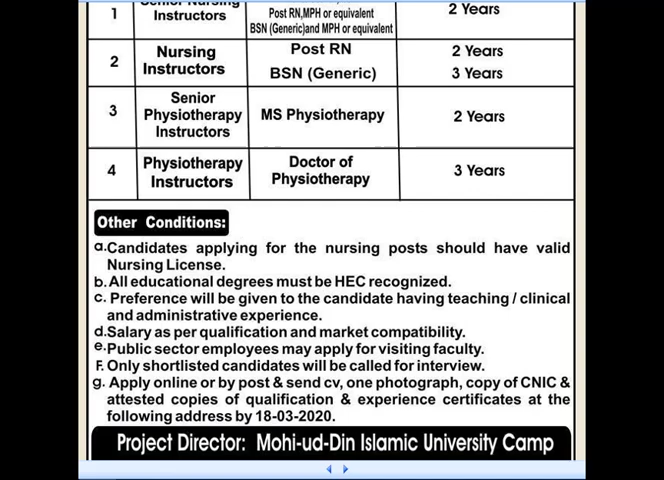 1 Senior Nursing Instructors Post RN,MPH or equivalent BSN (Generic)and MPH or equivalent 2 Years
2 Nursing Instructors Post RN 2 Years
BSN (Generic) 3 Years
3 Senior Physiotherapy Instructors MS Physiotherapy 2 Years
4 Physiotherapy Instructors Doctor of Physiotherapy 3 Years
Other Conditions:
a.Candidates applying for the nursing posts should have valid
Nursing License.
b. All educational degrees must be HEC recognized.
c. Preference will be given to the candidate having teaching / clinical
and administrative experience.
d.Salary as per qualification and market compatibility.
e.Public sector employees may apply for visiting faculty.
F. Only shortlisted candidates will be called for interview.
g. Apply online or by post & send cv, one photograph, copy of CNIC &
attested copies of qualification & experience certificates at the
following address by 18-03-2020.
Project Director: Mohi-ud-Din Islamic University Camp